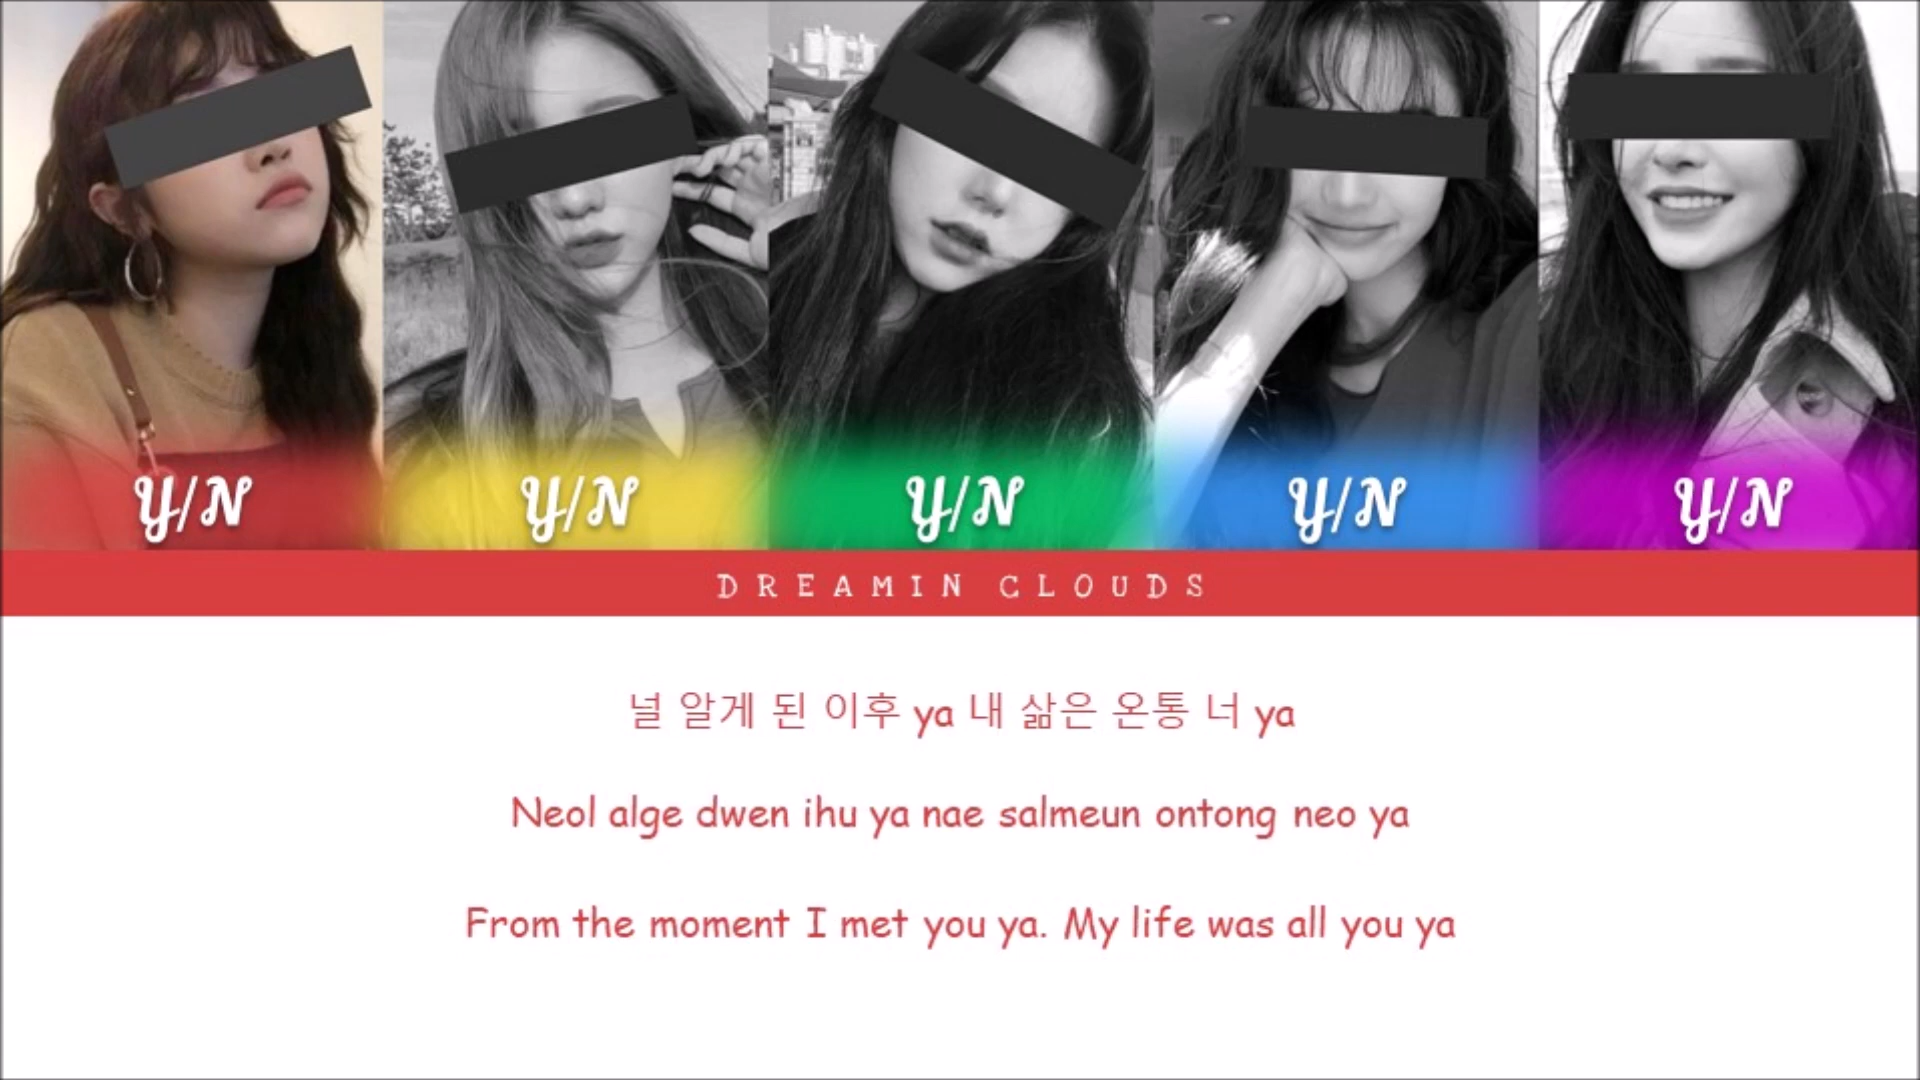 Y/N Y/N Y/N Y/N Y/N
DREAMIN CLOUDS
널 알게 된 이후 ya 내 삶은 온통 너 ya
Neol alge dwen ihu ya nae salmeun ontong neo ya
From the moment I met you ya. My life was all you ya